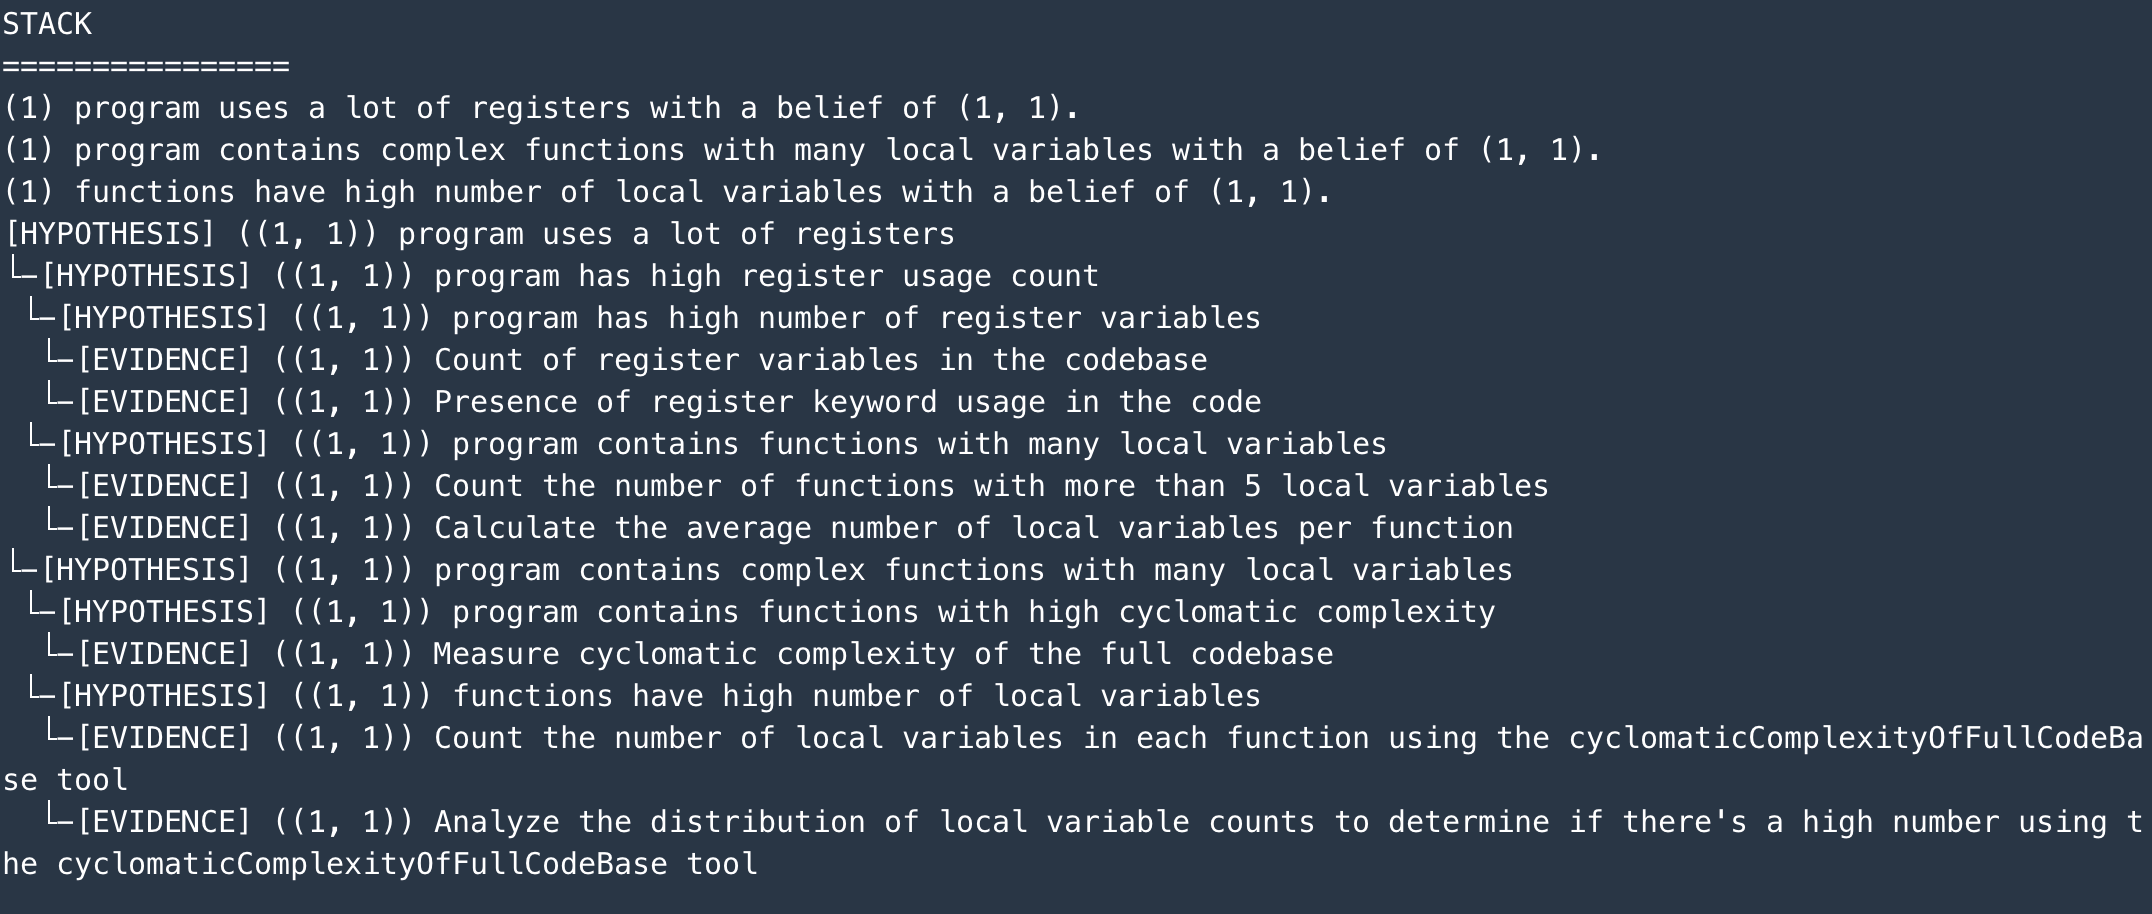 STACK
================
(1) program uses a lot of registers with a belief of (1, 1).
(1) program contains complex functions with many local variables with a belief of (1, 1).
(1) functions have high number of local variables with a belief of (1, 1).
[HYPOTHESIS] ((1, 1)) program uses a lot of registers
└─[HYPOTHESIS] ((1, 1)) program has high register usage count
 └─[HYPOTHESIS] ((1, 1)) program has high number of register variables
  └─[EVIDENCE] ((1, 1)) Count of register variables in the codebase
  └─[EVIDENCE] ((1, 1)) Presence of register keyword usage in the code
 └─[HYPOTHESIS] ((1, 1)) program contains functions with many local variables
  └─[EVIDENCE] ((1, 1)) Count the number of functions with more than 5 local variables
  └─[EVIDENCE] ((1, 1)) Calculate the average number of local variables per function
└─[HYPOTHESIS] ((1, 1)) program contains complex functions with many local variables
 └─[HYPOTHESIS] ((1, 1)) program contains functions with high cyclomatic complexity
  └─[EVIDENCE] ((1, 1)) Measure cyclomatic complexity of the full codebase
 └─[HYPOTHESIS] ((1, 1)) functions have high number of local variables
  └─[EVIDENCE] ((1, 1)) Count the number of local variables in each function using the cyclomaticComplexityOfFullCodeBa
se tool
  └─[EVIDENCE] ((1, 1)) Analyze the distribution of local variable counts to determine if there's a high number using t
he cyclomaticComplexityOfFullCodeBase tool